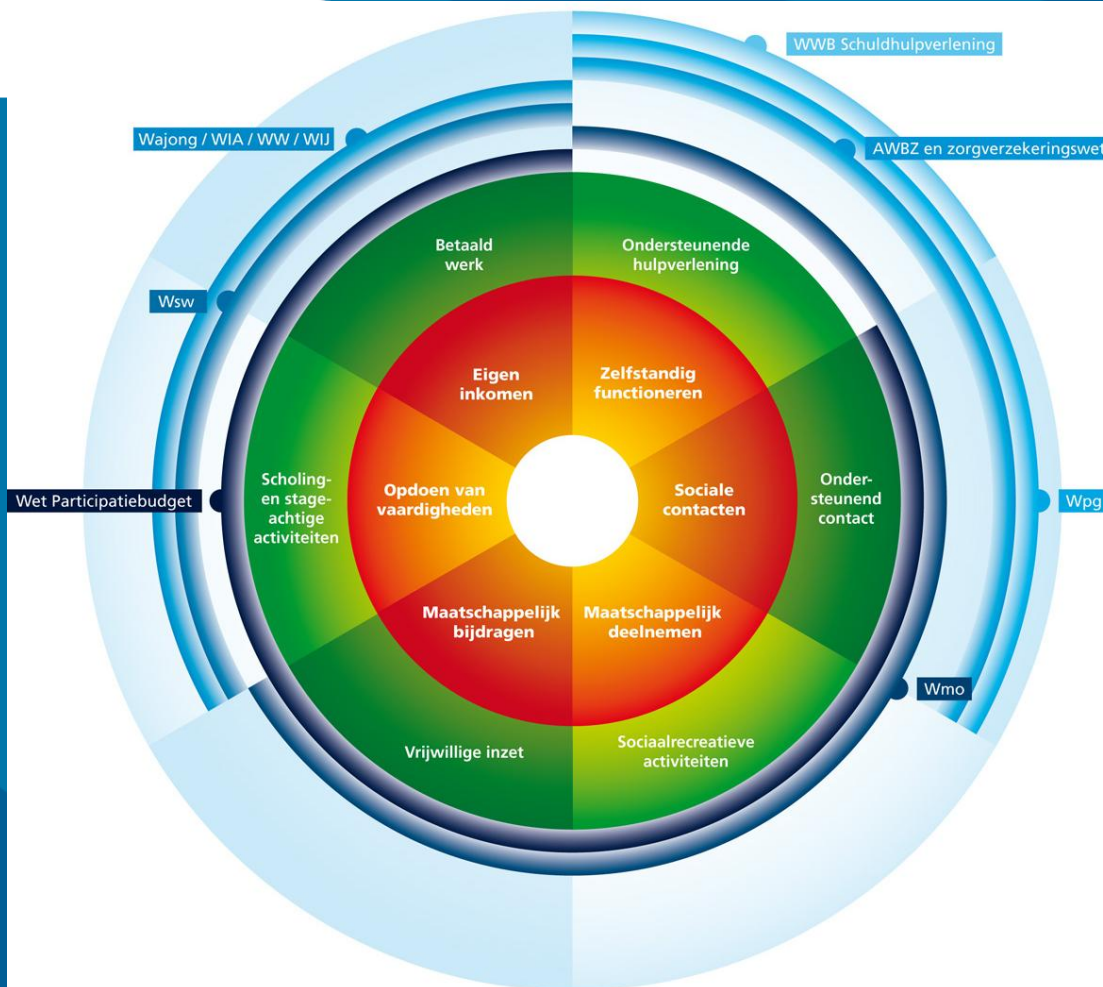 WWB Schuldhulpverlening
Wajong / WIA / WW / WIJ
AWBZ en zorgverzekeringswet
Betaald
werk
Ondersteunende
hulpverlening
Wsw
Eigen
inkomen
Zelfstandig
functioneren
Wet Participatiebudget
Scholing-
en stage-
achtige
activiteiten
Opdoen van
vaardigheden
Sociale
contacten
Onder-
steunend
contact
Wpg
Maatschappelijk
bijdragen
Maatschappelijk
deelnemen
Wmo
Vrijwillige inzet
Sociaalrecreatieve
activiteiten